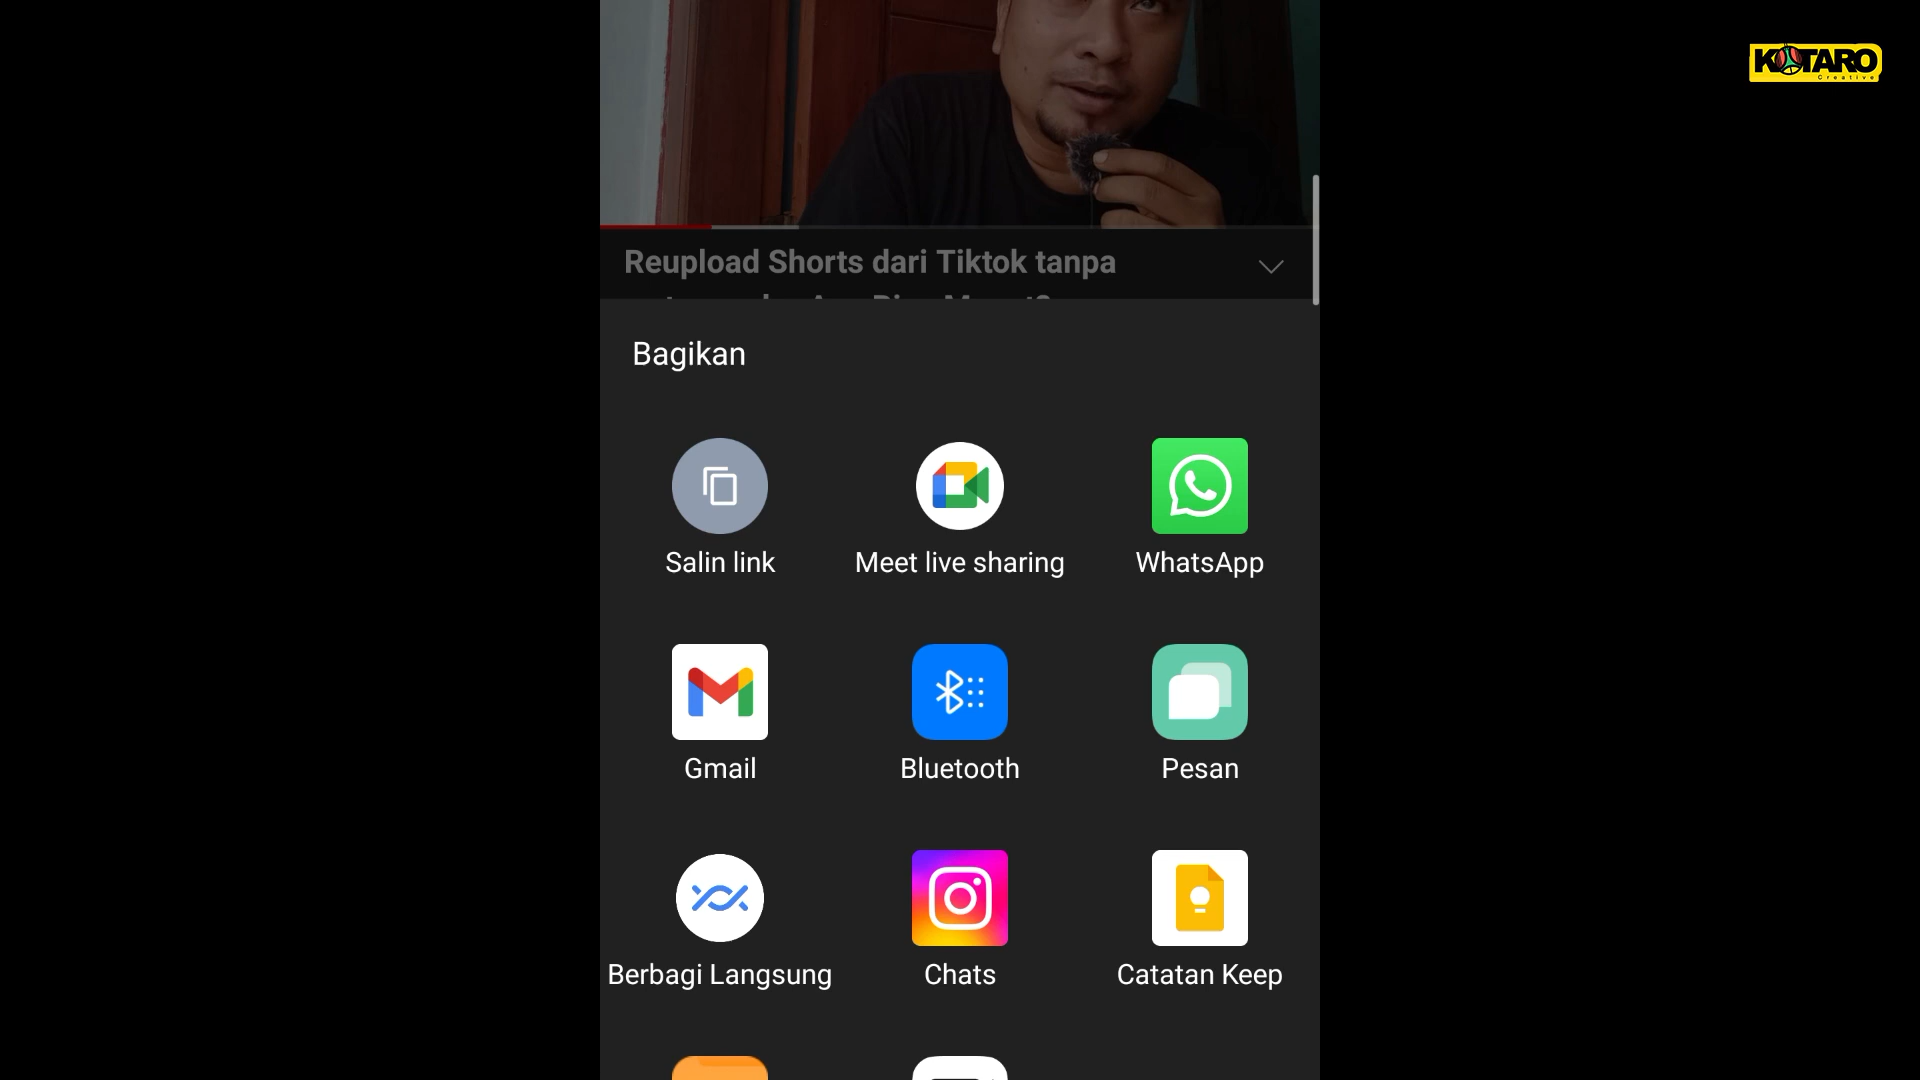 KOTARO
Creative
Reupload Shorts dari Tiktok tanpa
Bagikan
Salin link
Meet live sharing
WhatsApp
Gmail
Bluetooth
Pesan
Berbagi Langsung
Chats
Catatan Keep